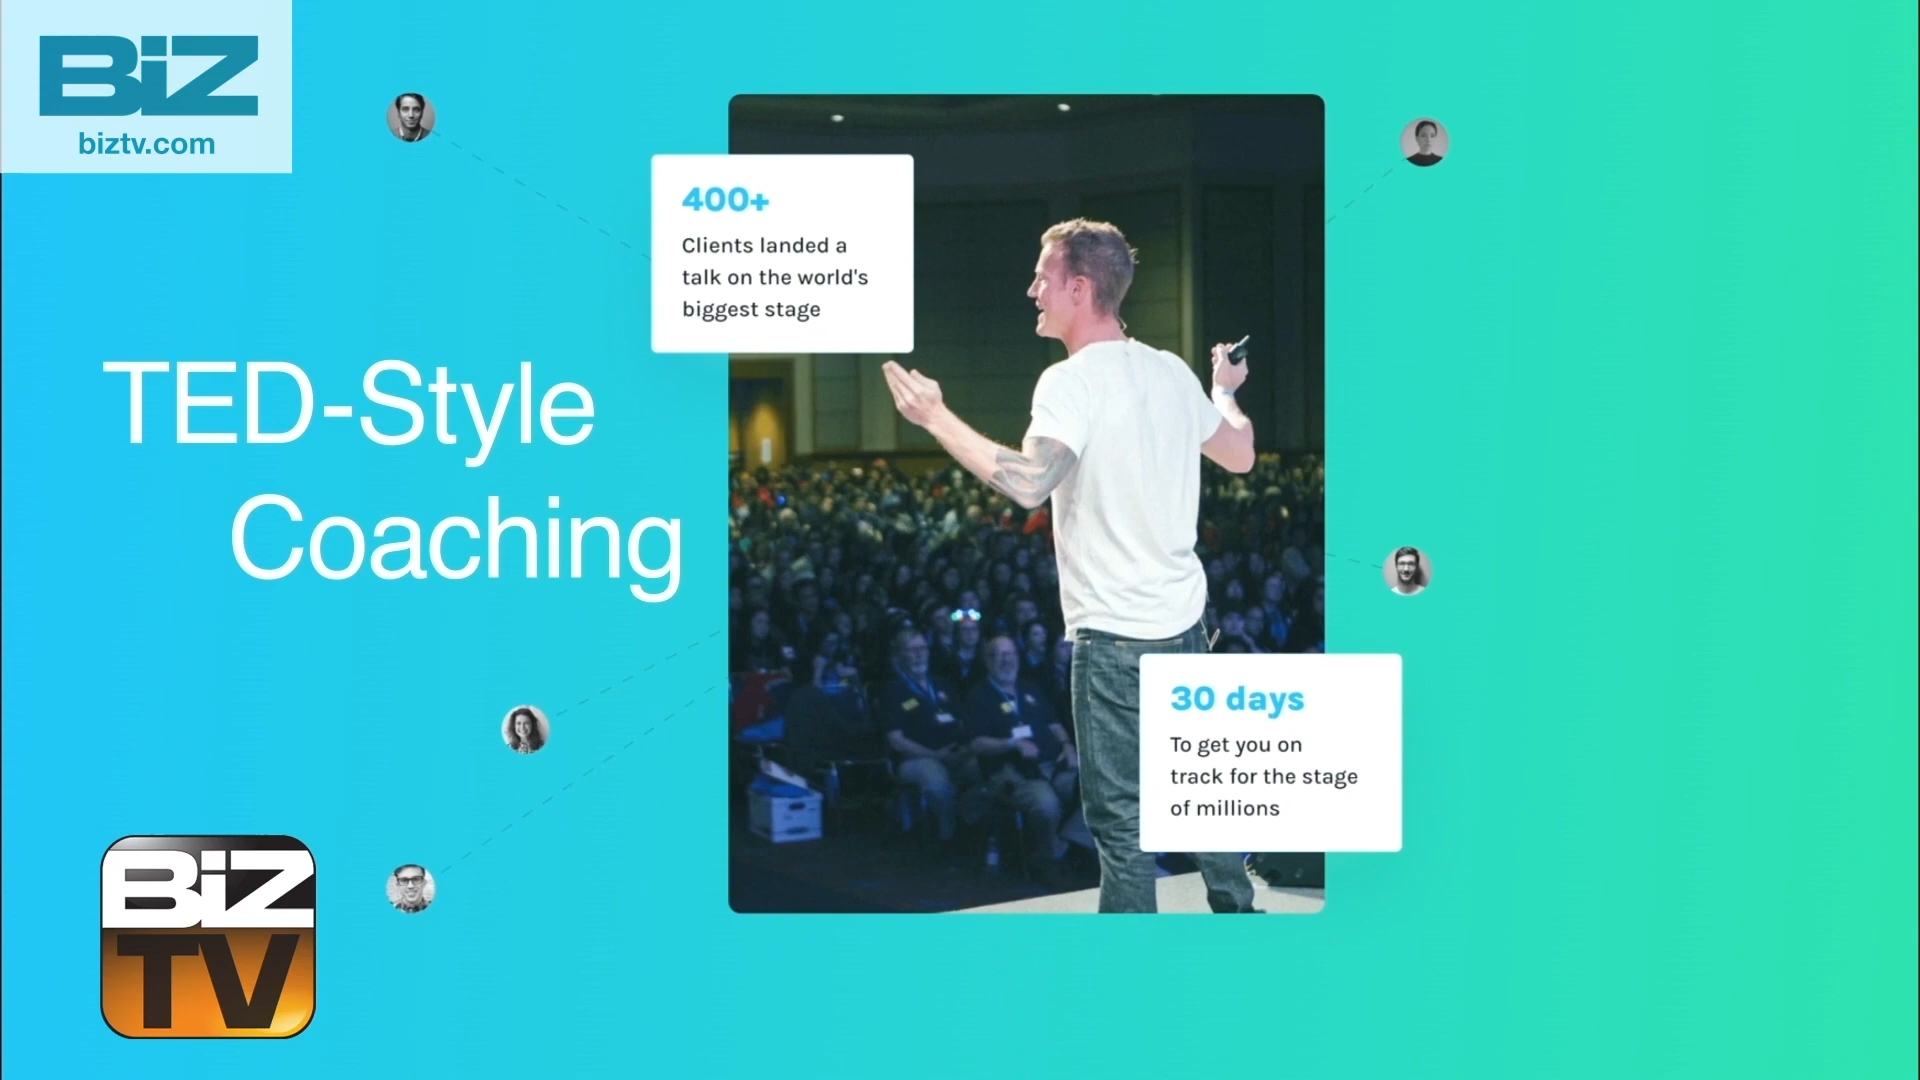 BiZ
biztv.com
400+
Clients landed a
talk on the world's
biggest stage
TED-Style
Coaching
30 days
To get you on
track for the stage
of millions
BiZ
TV